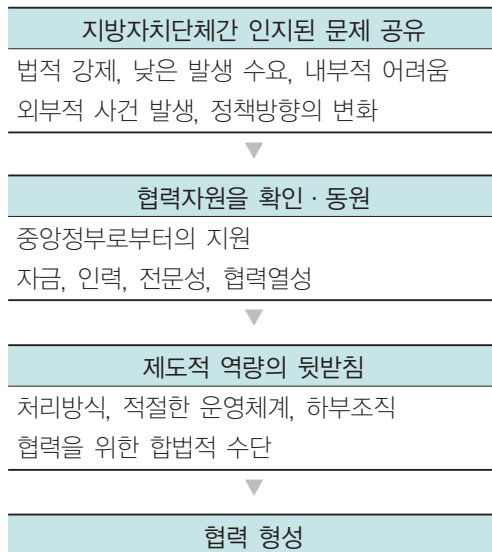 지방자치단체간 인지된 문제 공유
법적 강제, 낮은 발생 수요, 내부적 어려움
외부적 사건 발생, 정책방향의 변화
▼
협력자원을 확인 · 동원
중앙정부로부터의 지원
자금, 인력, 전문성, 협력열성
▼
제도적 역량의 뒷받침
처리방식, 적절한 운영체계, 하부조직
협력을 위한 합법적 수단
▼
협력 형성